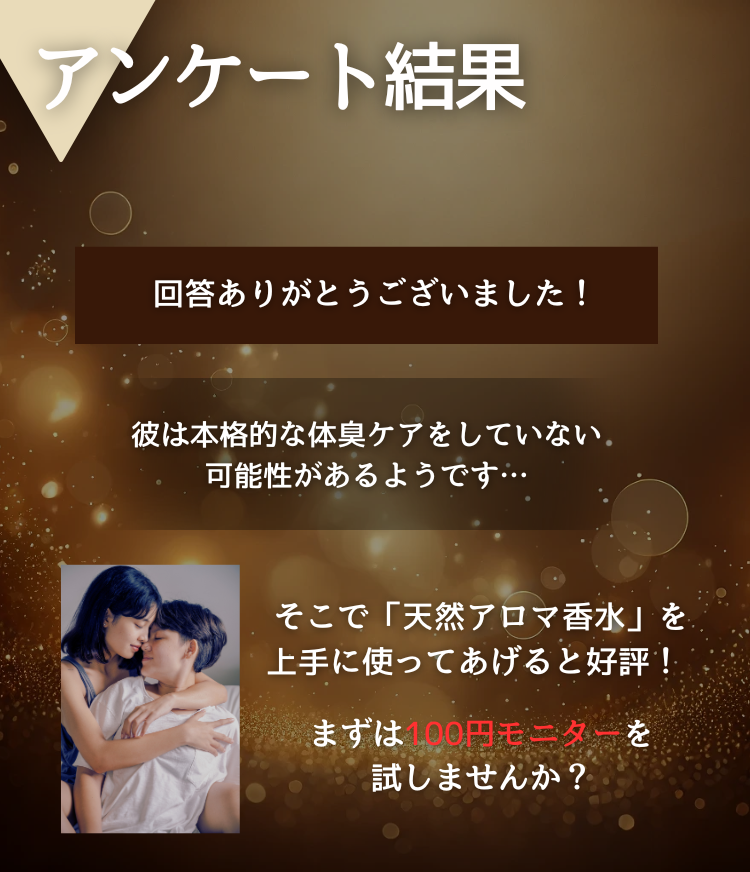 アンケート結果
回答ありがとうございました！
彼は本格的な体臭ケアをしていない
可能性があるようです…
そこで「天然アロマ香水」を
上手に使ってあげると好評！
まずは100円モニターを
試しませんか？